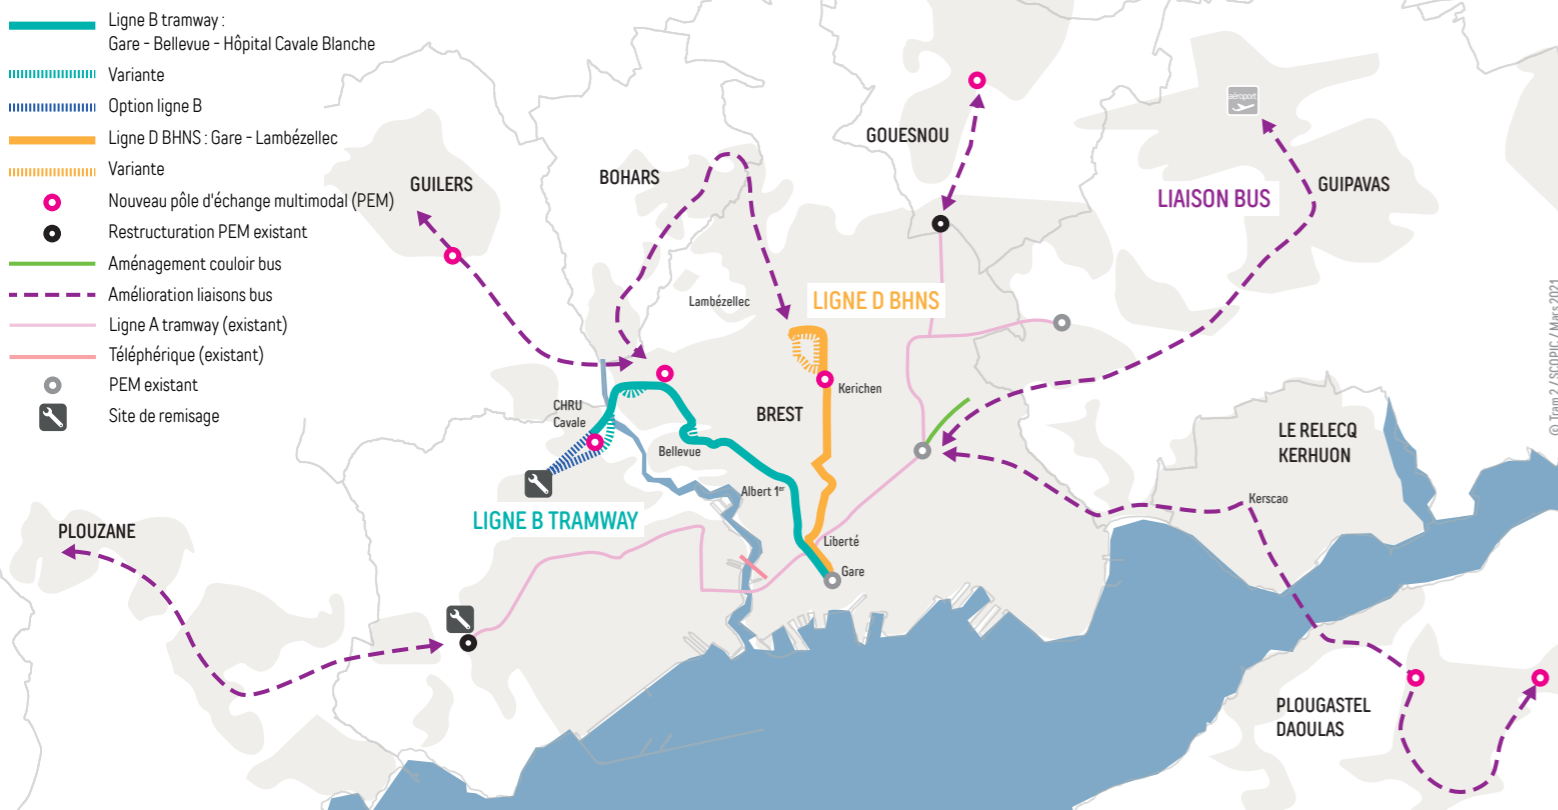 Ligne B tramway :
Gare - Bellevue - Hôpital Cavale Blanche
Variante
Option ligne B
Ligne D BHNS : Gare - Lambézellec
Variante
Nouveau pôle d'échange multimodal (PEM)
Restructuration PEM existant
Aménagement couloir bus
Amélioration liaisons bus
Ligne A tramway (existant)
Téléphérique (existant)
PEM existant
Site de remisage
GUILERS
BOHARS
GOUESNOU
aéroport
LIAISON BUS
GUIPAVAS
Lambézellec
LIGNE D BHNS
Kerichen
BREST
CHRU
Cavale
Bellevue
Albert 1er
LIGNE B TRAMWAY
Liberté
Gare
PLOUZANE
LE RELECQ
KERHUON
Kerscao
PLOUGASTEL
DAOULAS
© Tram 2 / SCOPIC / Mars 2021